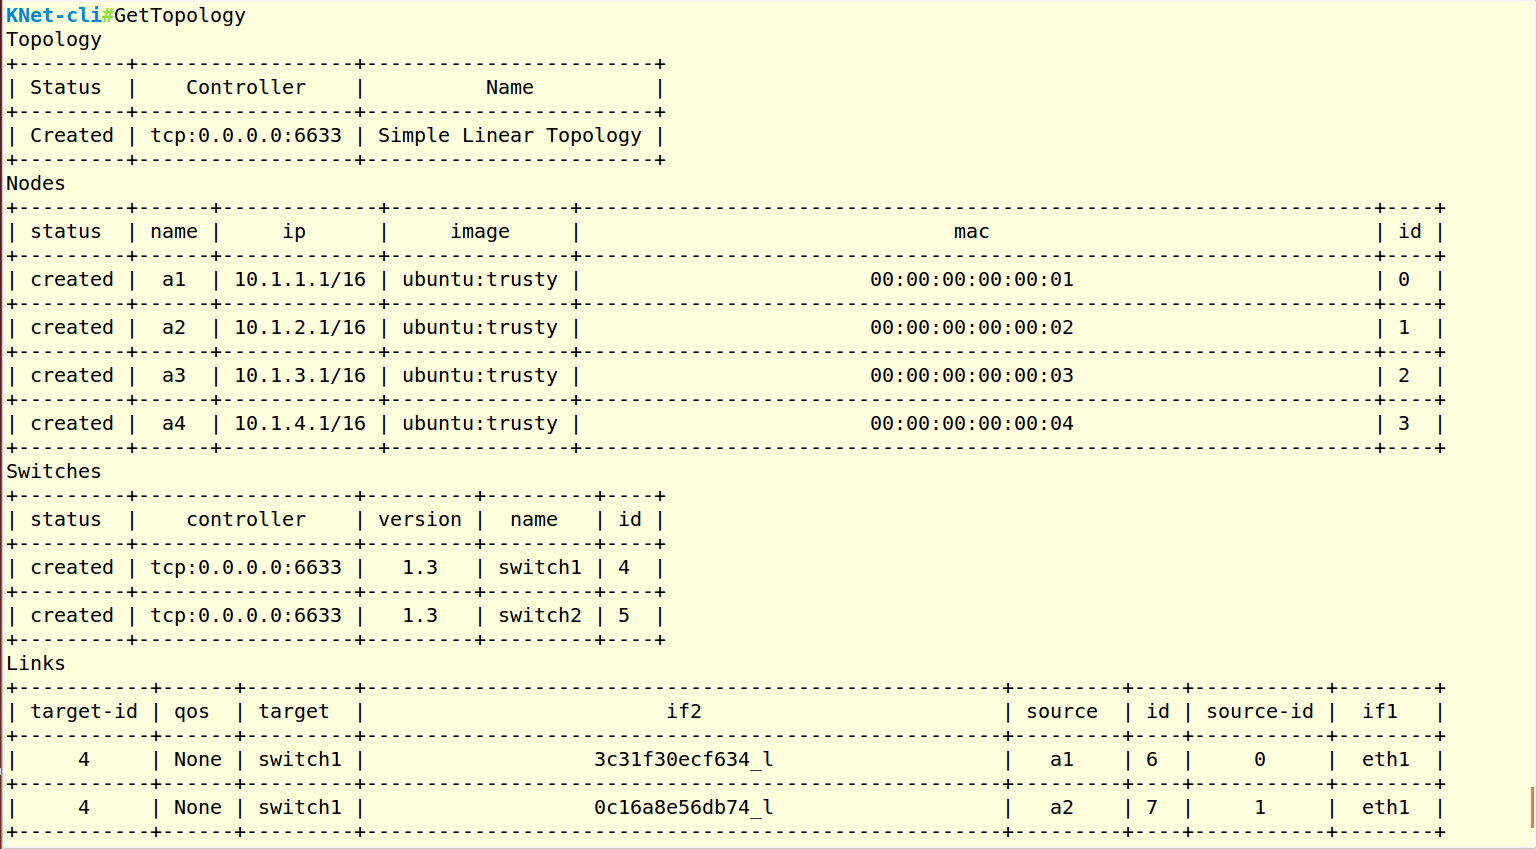 KNet-cli#GetTopology
Topology
+---------+------------------+------------------------+
| Status  |    Controller    |          Name          |
+---------+------------------+------------------------+
| Created | tcp:0.0.0.0:6633 | Simple Linear Topology |
+---------+------------------+------------------------+
Nodes
+---------+------+-------------+---------------+------------------------------------------------------------------+----+
| status  | name |     ip      |     image     |                               mac                                | id |
+---------+------+-------------+---------------+------------------------------------------------------------------+----+
| created |  a1  | 10.1.1.1/16 | ubuntu:trusty |                        00:00:00:00:00:01                         | 0  |
+---------+------+-------------+---------------+------------------------------------------------------------------+----+
| created |  a2  | 10.1.2.1/16 | ubuntu:trusty |                        00:00:00:00:00:02                         | 1  |
+---------+------+-------------+---------------+------------------------------------------------------------------+----+
| created |  a3  | 10.1.3.1/16 | ubuntu:trusty |                        00:00:00:00:00:03                         | 2  |
+---------+------+-------------+---------------+------------------------------------------------------------------+----+
| created |  a4  | 10.1.4.1/16 | ubuntu:trusty |                        00:00:00:00:00:04                         | 3  |
+---------+------+-------------+---------------+------------------------------------------------------------------+----+
Switches
+---------+------------------+---------+---------+----+
| status  |    controller    | version |  name   | id |
+---------+------------------+---------+---------+----+
| created | tcp:0.0.0.0:6633 |   1.3   | switch1 | 4  |
+---------+------------------+---------+---------+----+
| created | tcp:0.0.0.0:6633 |   1.3   | switch2 | 5  |
+---------+------------------+---------+---------+----+
Links
+-----------+------+---------+-----------------------------------------------------+---------+----+-----------+--------+
| target-id | qos  | target  |                         if2                         | source  | id | source-id |  if1   |
+-----------+------+---------+-----------------------------------------------------+---------+----+-----------+--------+
|     4     | None | switch1 |                   3c31f30ecf634_l                   |   a1    | 6  |     0     |  eth1  |
+-----------+------+---------+-----------------------------------------------------+---------+----+-----------+--------+
|     4     | None | switch1 |                   0c16a8e56db74_l                   |   a2    | 7  |     1     |  eth1  |
+-----------+------+---------+-----------------------------------------------------+---------+----+-----------+--------+